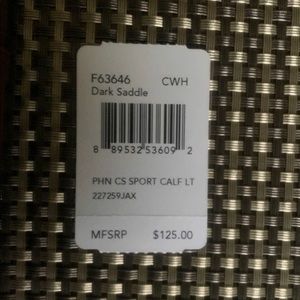 F63646 CWH
Dark Saddle
8 89532 53609 2
PHN CS SPORT CALF LT
227259JAX
MFSRP $125.00